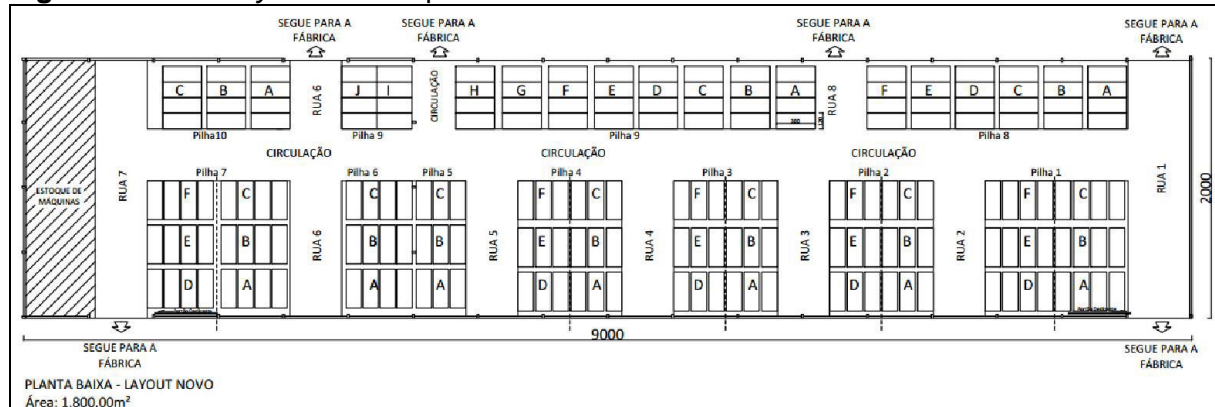 SEGUE PARA A
FÁBRICA
SEGUE PARA A
FÁBRICA
SEGUE PARA A
FÁBRICA
SEGUE PARA A
FÁBRICA
C B A
RUA 6
J I
CIRCULAÇÃO
H G F E D C B A
RUA 8
F E D C B A
Pilha10
Pilha 9
Pilha 9
Pilha 8
CIRCULAÇÃO
CIRCULAÇÃO
CIRCULAÇÃO
ESTOQUE DE
MÁQUINAS
RUA 7
Pilha 7
F C
E B
D A
RUA 6
Pilha 6
C
B
A
Pilha 5
C
B
A
RUA 5
Pilha 4
F C
E B
D A
RUA 4
Pilha 3
F C
E B
D A
RUA 3
Pilha 2
F C
E B
D A
RUA 2
Pilha 1
F C
E B
D A
RUA 1
2000
9000
SEGUE PARA A
FÁBRICA
SEGUE PARA A
FÁBRICA
PLANTA BAIXA - LAYOUT NOVO
Área: 1.800,00m²